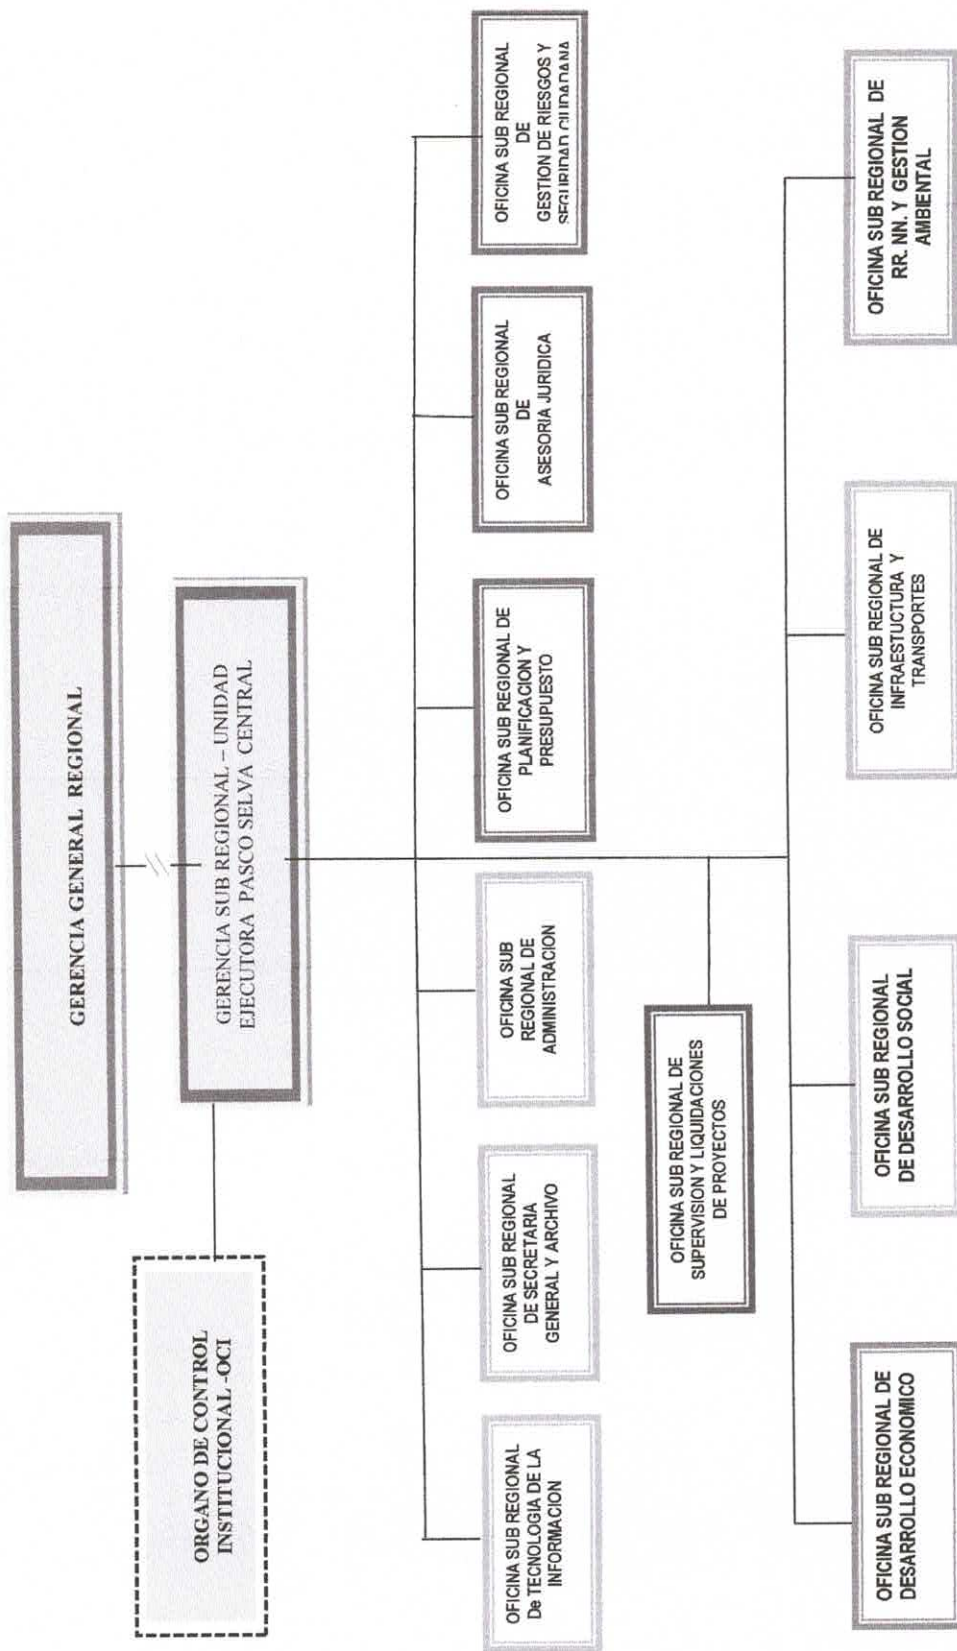 GERENCIA GENERAL REGIONAL
ORGANO DE CONTROL
INSTITUCIONAL -OCI
GERENCIA SUB REGIONAL – UNIDAD
EJECUTORA PASCO SELVA CENTRAL
OFICINA SUB REGIONAL
De TECNOLOGIA DE LA
INFORMACION
OFICINA SUB REGIONAL
DE SECRETARIA
GENERAL Y ARCHIVO
OFICINA SUB
REGIONAL DE
ADMINISTRACION
OFICINA SUB REGIONAL DE
PLANIFICACION Y
PRESUPUESTO
OFICINA SUB REGIONAL
DE
ASESORIA JURIDICA
OFICINA SUB REGIONAL
DE
GESTION DE RIESGOS Y
SEGURIDAD CIUDADANA
OFICINA SUB REGIONAL DE
SUPERVISION Y LIQUIDACIONES
DE PROYECTOS
OFICINA SUB REGIONAL DE
DESARROLLO ECONOMICO
OFICINA SUB REGIONAL
DE DESARROLLO SOCIAL
OFICINA SUB REGIONAL DE
INFRAESTUCTURA Y
TRANSPORTES
OFICINA SUB REGIONAL DE
RR. NN. Y GESTION
AMBIENTAL